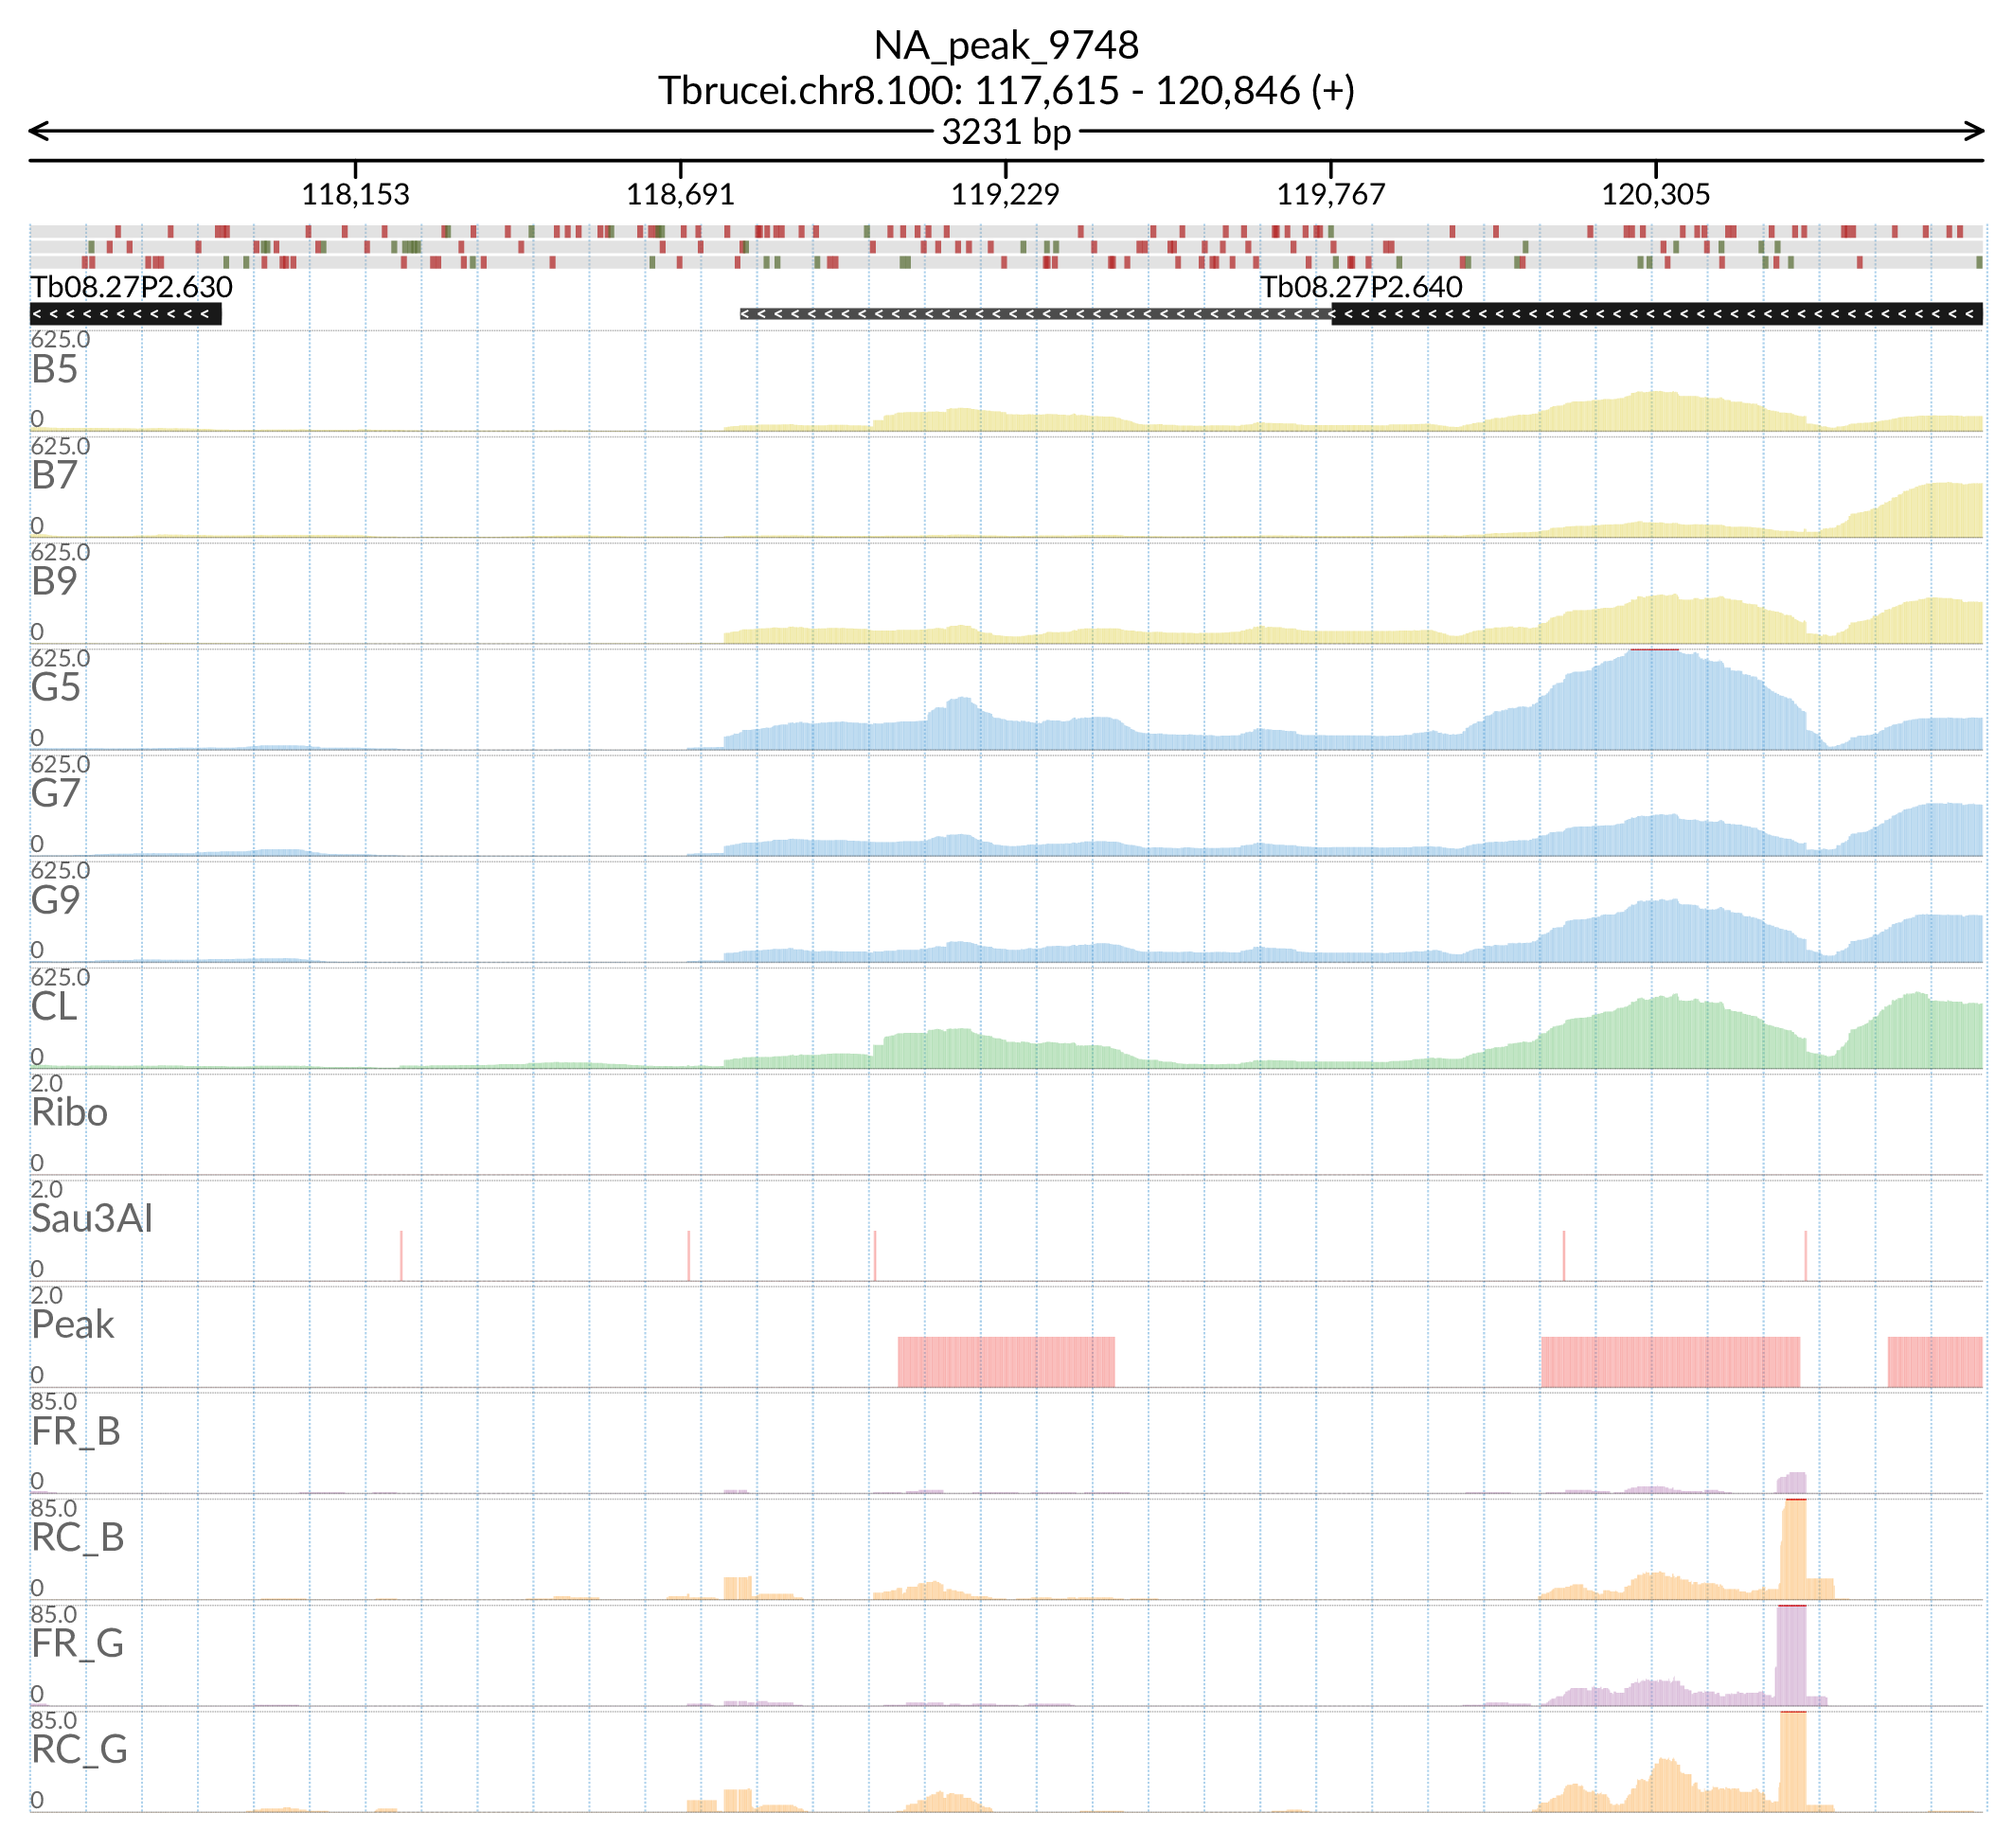 NA_peak_9748
Tbrucei.chr8.100: 117,615 - 120,846 (+)
3231 bp
118,153 118,691 119,229 119,767 120,305
Tb08.27P2.630 Tb08.27P2.640
625.0
B5
0
625.0
B7
0
625.0
B9
0
625.0
G5
0
625.0
G7
0
625.0
G9
0
625.0
CL
0
2.0
Ribo
0
2.0
Sau3AI
0
2.0
Peak
0
85.0
FR_B
0
85.0
RC_B
0
85.0
FR_G
0
85.0
RC_G
0